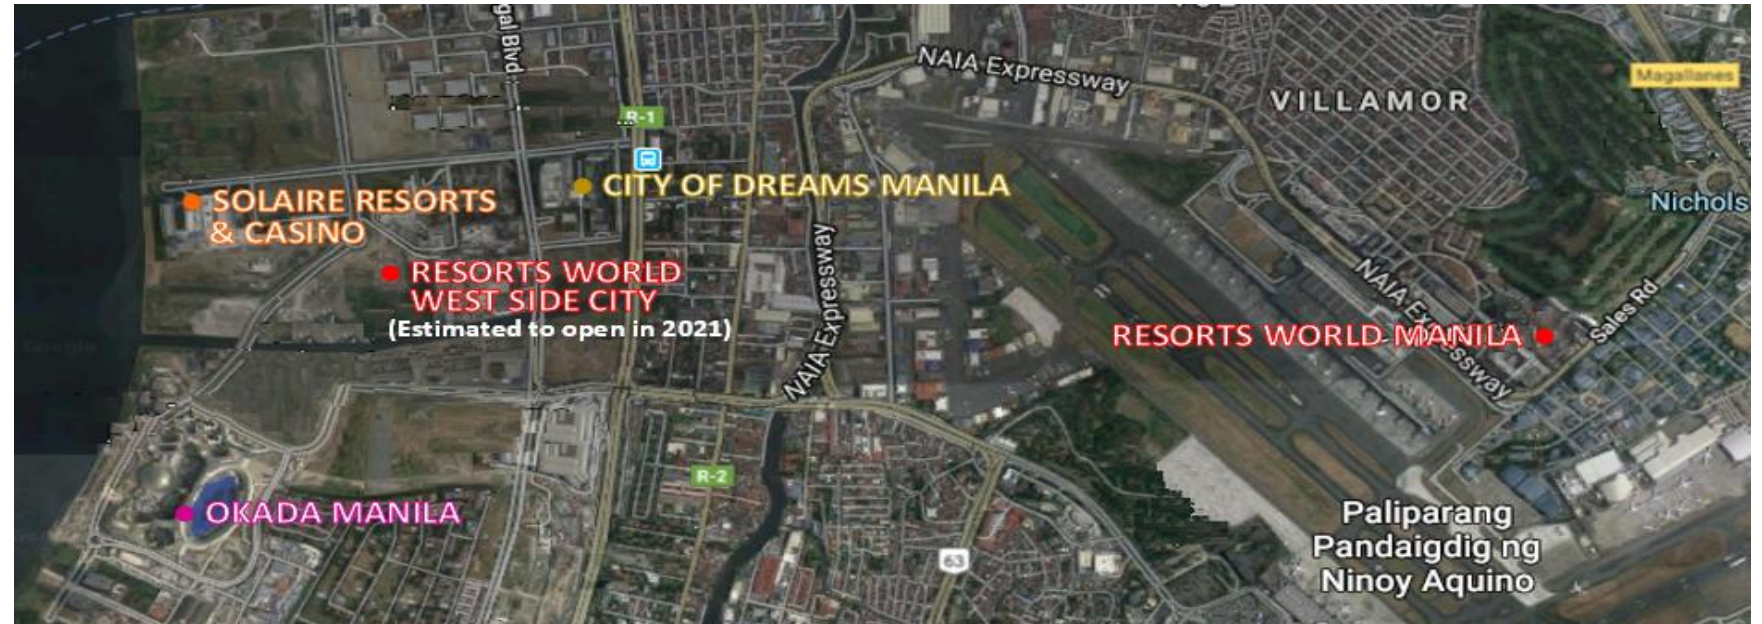 gal Blvd
NAIA Expressway
Magallanes
VILLAMOR
R-1
CITY OF DREAMS MANILA
SOLAIRE RESORTS
& CASINO
Nichols
NAIA Expressway
RESORTS WORLD
WEST SIDE CITY
(Estimated to open in 2021)
NAIA Expressway
RESORTS WORLD MANILA
Sales Rd
R-2
OKADA MANILA
63
Paliparang
Pandaigdig ng
Ninoy Aquino